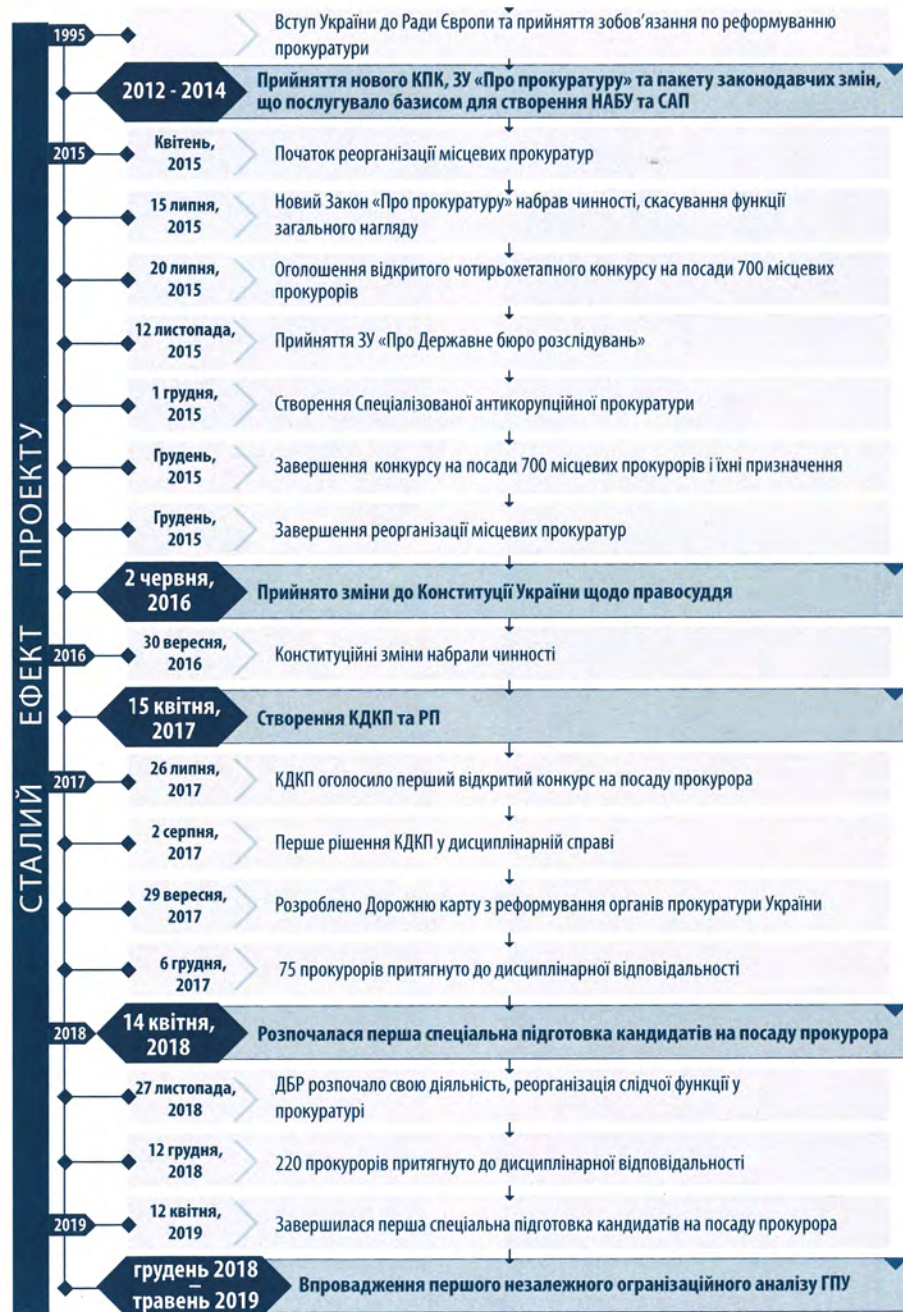 СТАЛИЙ ЕФЕКТ ПРОЕКТУ
1995
Вступ України до Ради Європи та прийняття зобов'язання по реформуванню
прокуратури
2012 - 2014
Прийняття нового КПК, ЗУ «Про прокуратуру» та пакету законодавчих змін,
що послугувало базисом для створення НАБУ та САП
2015
Квітень,
2015
Початок реорганізації місцевих прокуратур
15 липня,
2015
Новий Закон «Про прокуратуру» набрав чинності, скасування функції
загального нагляду
20 липня,
2015
Оголошення відкритого чотирьохетапного конкурсу на посади 700 місцевих
прокурорів
12 листопада,
2015
Прийняття ЗУ «Про Державне бюро розслідувань»
1 грудня,
2015
Створення Спеціалізованої антикорупційної прокуратури
Грудень,
2015
Завершення конкурсу на посади 700 місцевих прокурорів і їхні призначення
Грудень,
2015
Завершення реорганізації місцевих прокуратур
2 червня,
2016
Прийнято зміни до Конституції України щодо правосуддя
2016
30 вересня,
2016
Конституційні зміни набрали чинності
15 квітня,
2017
Створення КДКП та РП
2017
26 липня,
2017
КДКП оголосило перший відкритий конкурс на посаду прокурора
2 серпня,
2017
Перше рішення КДКП у дисциплінарній справі
29 вересня,
2017
Розроблено Дорожню карту з реформування органів прокуратури України
6 грудня,
2017
75 прокурорів притягнуто до дисциплінарної відповідальності
2018
14 квітня,
2018
Розпочалася перша спеціальна підготовка кандидатів на посаду прокурора
27 листопада,
2018
ДБР розпочало свою діяльність, реорганізація слідчої функції у
прокуратурі
12 грудня,
2018
220 прокурорів притягнуто до дисциплінарної відповідальності
2019
12 квітня,
2019
Завершилася перша спеціальна підготовка кандидатів на посаду прокурора
грудень 2018
–
травень 2019
Впровадження першого незалежного огранізаційного аналізу ГПУ